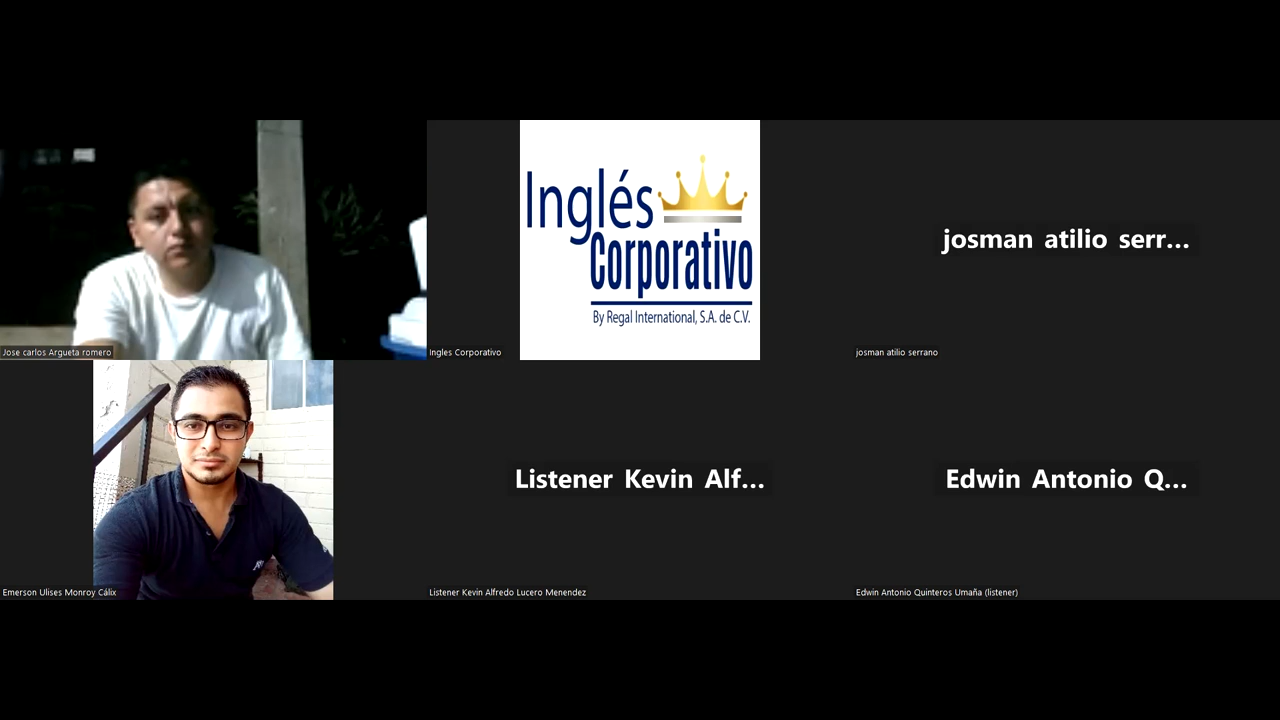 Inglés
Corporativo
By Regal International, S.A. de C.V.
josman atilio serr...
Jose carlos Argueta romero
Ingles Corporativo
josman atilio serrano
Listener Kevin Alf...
Edwin Antonio Q...
Emerson Ulises Monroy Cálix
Listener Kevin Alfredo Lucero Menendez
Edwin Antonio Quinteros Umaña (listener)